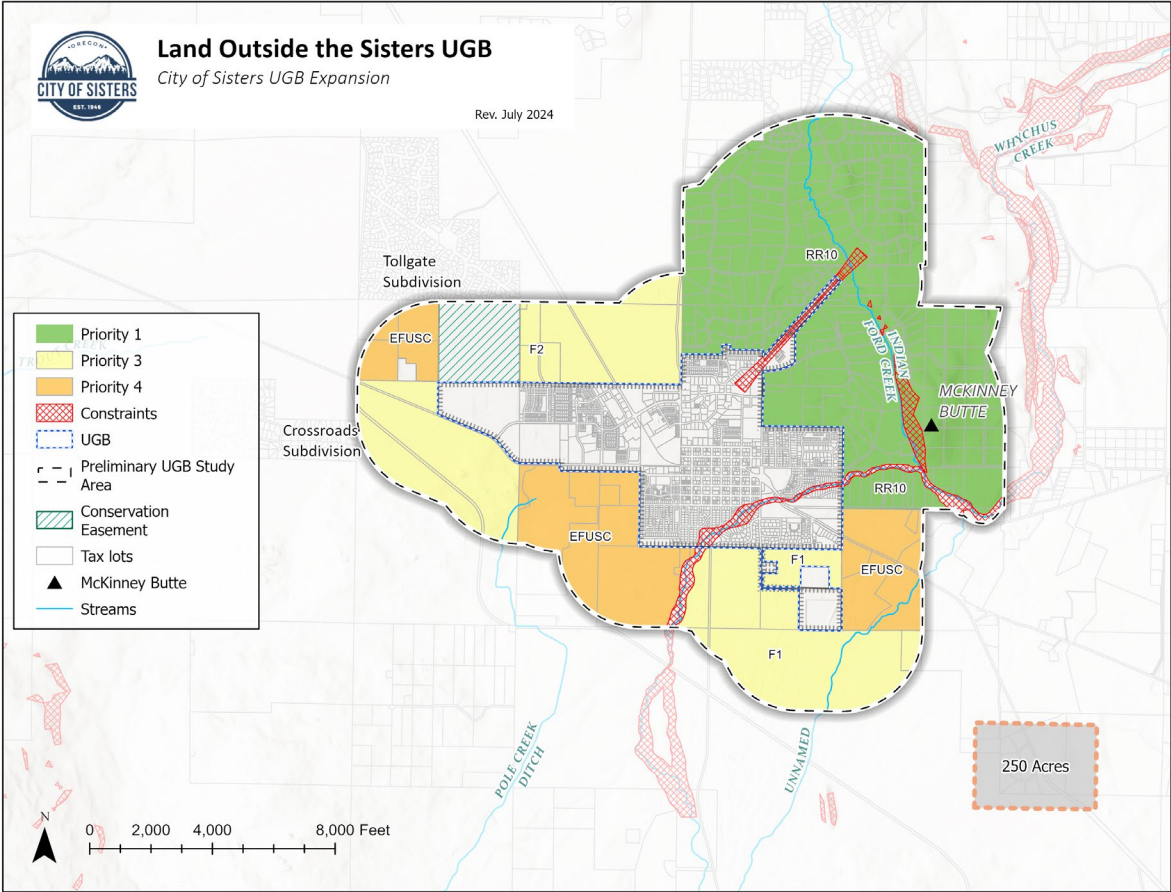 OREGON
CITY OF SISTERS
EST. 1946
Land Outside the Sisters UGB
City of Sisters UGB Expansion
Rev. July 2024
WHYCHUS
CREEK
Tollgate
Subdivision
RR10
EFUSC
F2
INDIAN
FORD CREEK
MCKINNEY
BUTTE
Crossroads
Subdivision
RR10
EFUSC
F1
EFUSC
F1
TROUT CREEK
Priority 1
Priority 3
Priority 4
Constraints
UGB
Preliminary UGB Study
Area
Conservation
Easement
Tax lots
McKinney Butte
Streams
POLE CREEK
DITCH
UNNAMED
250 Acres
N
0 2,000 4,000 8,000 Feet